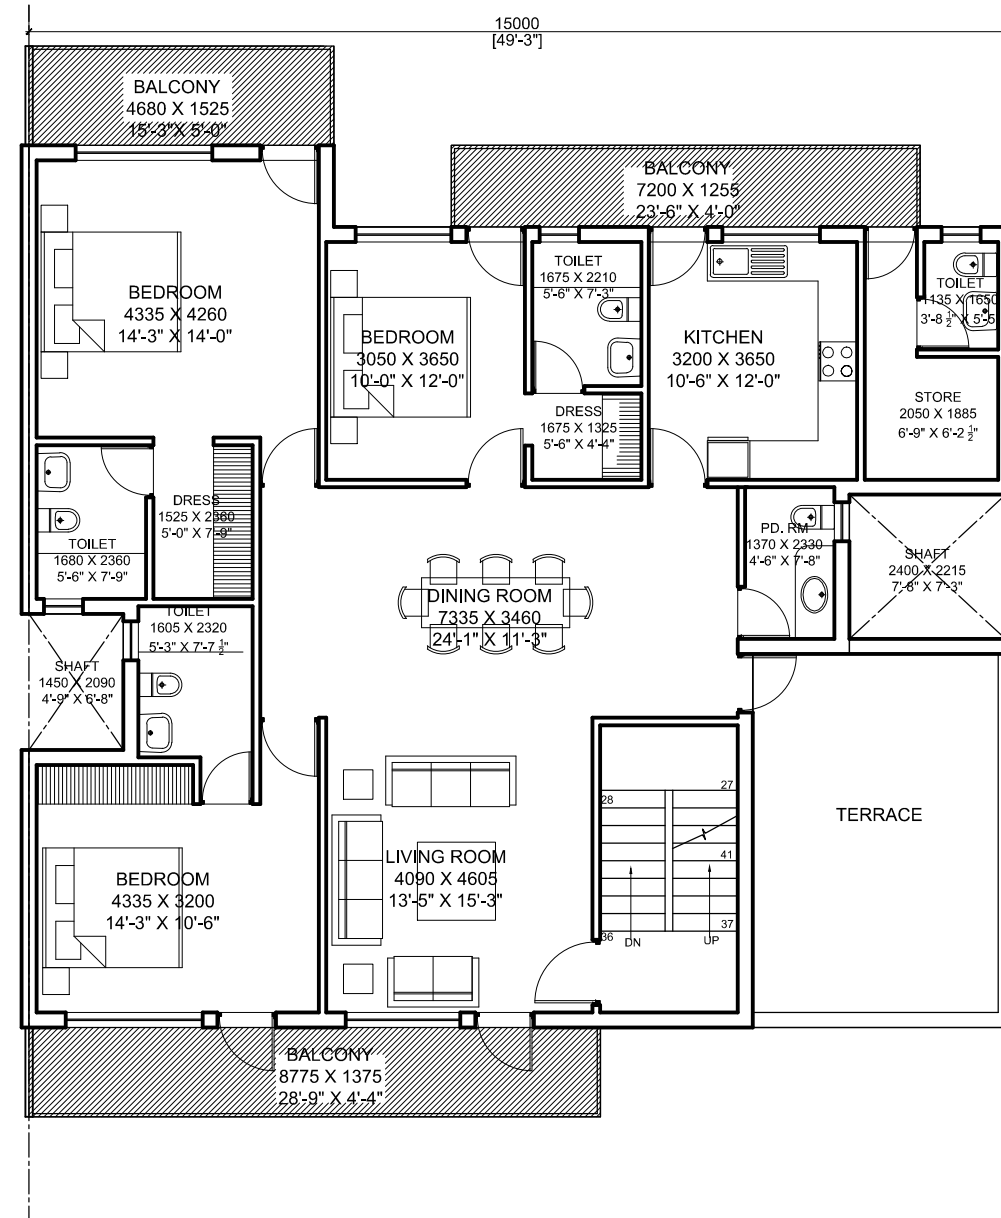 15000
[49'-3"]
BALCONY
4680 X 1525
15'-3"X 5'-0"
BALCONY
7200 X 1255
23'-6" X 4'-0"
BEDROOM
4335 X 4260
14'-3" X 14'-0"
BEDROOM
3050 X 3650
10'-0" X 12'-0"
TOILET
1675 X 2210
5'-6" X 7'-3"
KITCHEN
3200 X 3650
10'-6" X 12'-0"
TOILET
1135 X 1650
3'-8 ½" X 5'-5
DRESS
1675 X 1325
5'-6" X 4'-4"
STORE
2050 X 1885
6'-9" X 6'-2 ½"
DRESS
1525 X 2360
5'-0" X 7'-9"
TOILET
1680 X 2360
5'-6" X 7'-9"
PD. RM
1370 X 2330
4'-6" X 7'-8"
SHAFT
2400 X 2215
7'-8" X 7'-3"
DINING ROOM
7335 X 3460
24'-1" X 11'-3"
TOILET
1605 X 2320
5'-3" X 7'-7 ½"
SHAFT
1450 X 2090
4'-9" X 6'-8"
27
28
41
37
36
DN
UP
TERRACE
LIVING ROOM
4090 X 4605
13'-5" X 15'-3"
BEDROOM
4335 X 3200
14'-3" X 10'-6"
BALCONY
8775 X 1375
28'-9" X 4'-4"